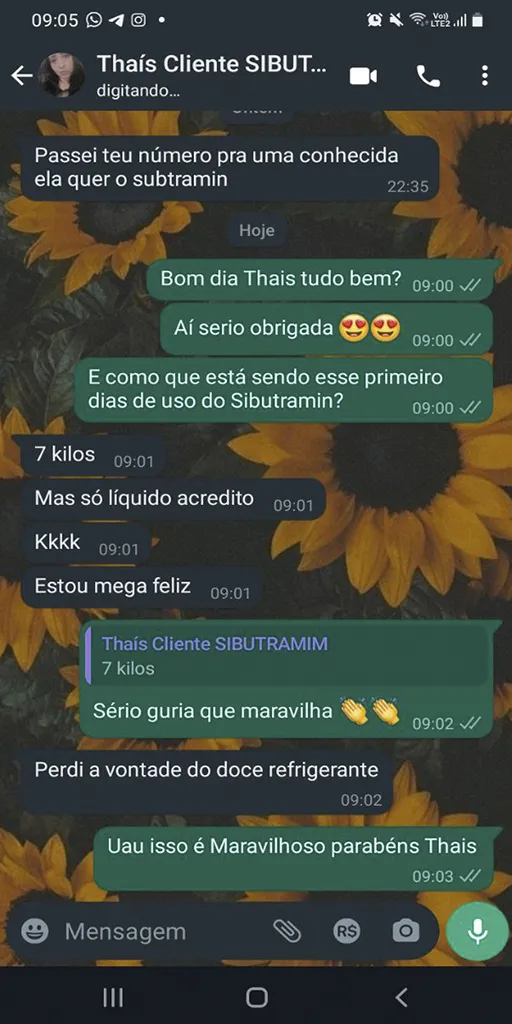 09:05
Vo))
LTE2
Thaís Cliente SIBUT...
digitando...
Passei teu número pra uma conhecida
ela quer o subtramin
22:35
Hoje
Bom dia Thais tudo bem? 09:00
Aí serio obrigada 😍😍 09:00
E como que está sendo esse primeiro
dias de uso do Sibutramin? 09:00
7 kilos 09:01
Mas só líquido acredito 09:01
Kkkk 09:01
Estou mega feliz 09:01
Thaís Cliente SIBUTRAMIM
7 kilos
Sério guria que maravilha 👏👏 09:02
Perdi a vontade do doce refrigerante
09:02
Uau isso é Maravilhoso parabéns Thais
09:03
Mensagem
R$